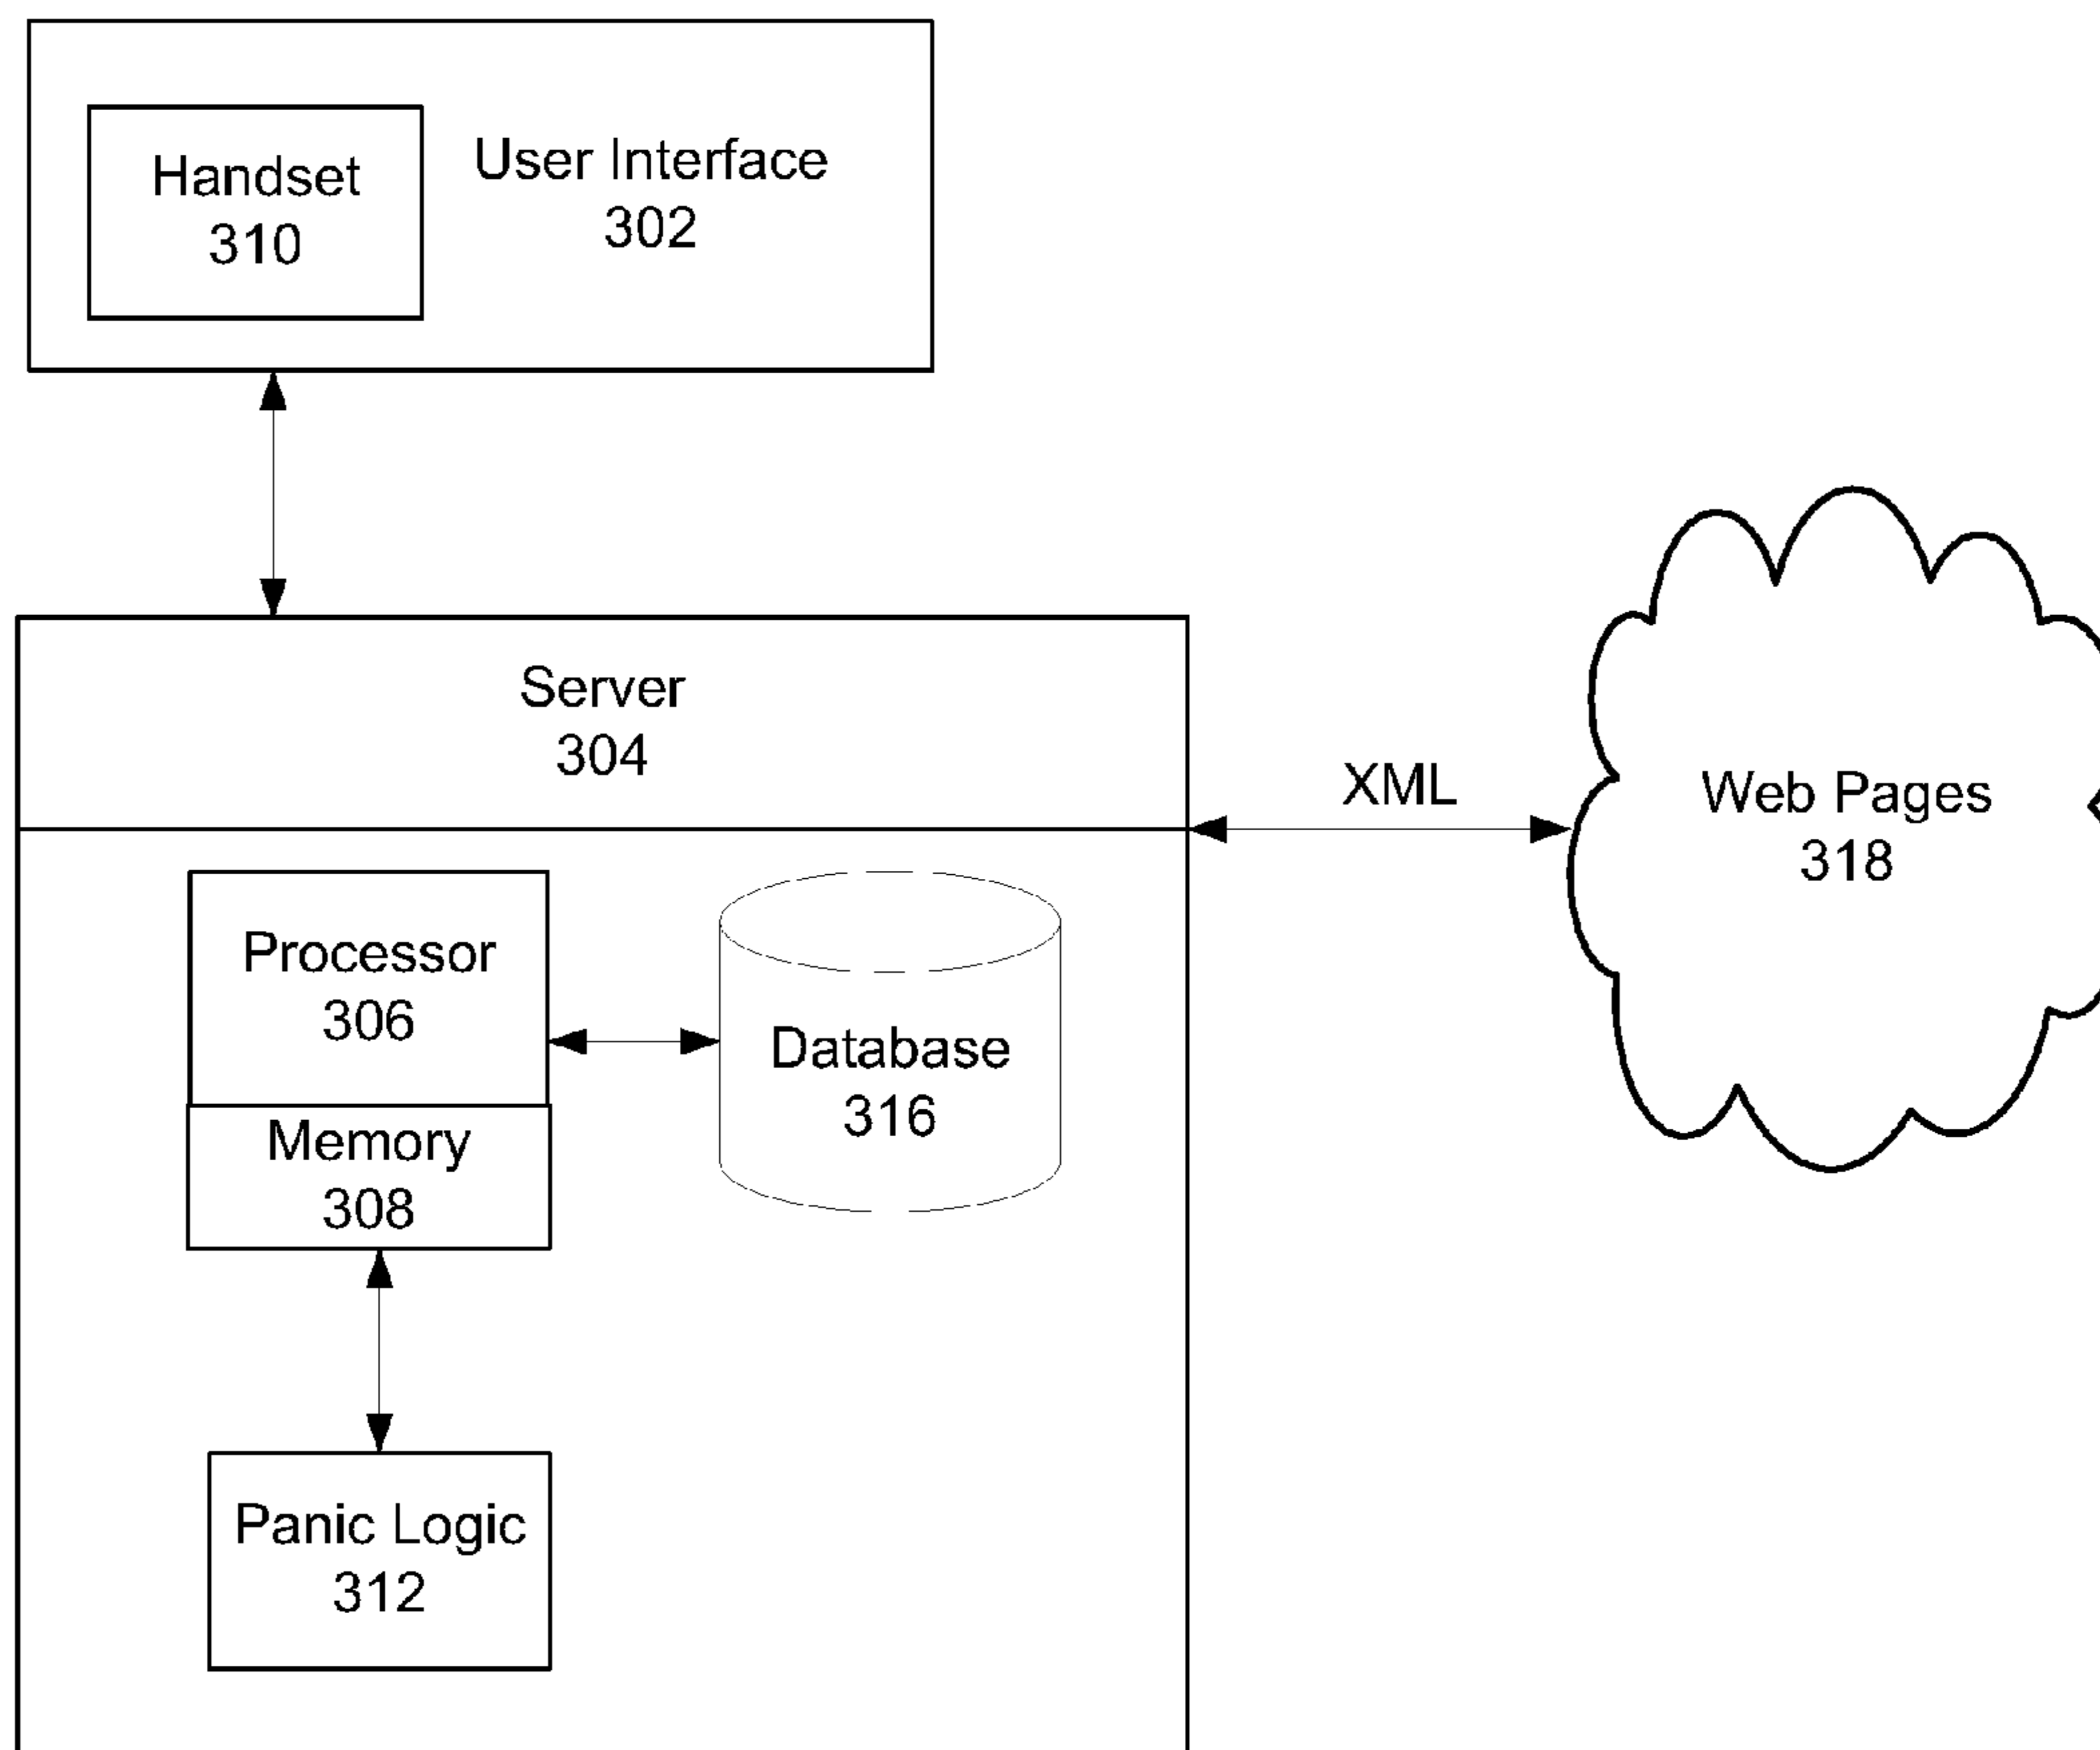 Handset
310
User Interface
302
Server
304
XML
Web Pages
318
Processor
306
Memory
308
Database
316
Panic Logic
312